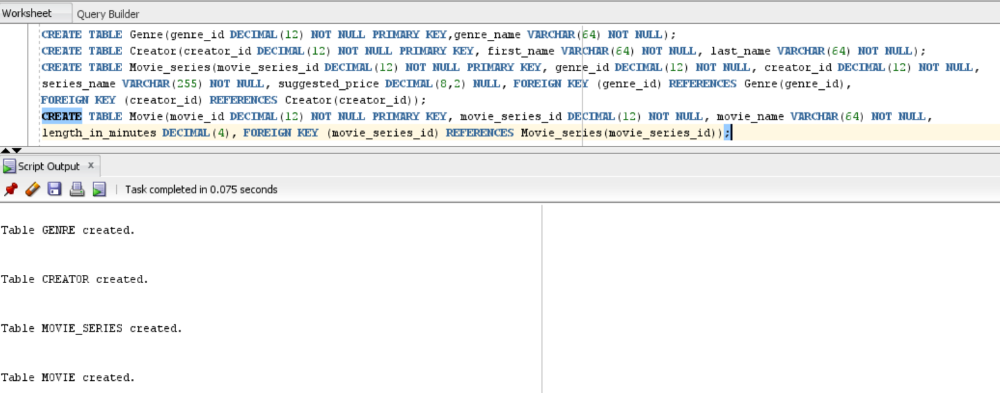 Worksheet Query Builder
CREATE TABLE Genre(genre_id DECIMAL(12) NOT NULL PRIMARY KEY,genre_name VARCHAR(64) NOT NULL);
CREATE TABLE Creator(creator_id DECIMAL(12) NOT NULL PRIMARY KEY, first_name VARCHAR(64) NOT NULL, last_name VARCHAR(64) NOT NULL);
CREATE TABLE Movie_series(movie_series_id DECIMAL(12) NOT NULL PRIMARY KEY, genre_id DECIMAL(12) NOT NULL, creator_id DECIMAL(12) NOT NULL,
series_name VARCHAR(255) NOT NULL, suggested_price DECIMAL(8,2) NULL, FOREIGN KEY (genre_id) REFERENCES Genre(genre_id),
FOREIGN KEY (creator_id) REFERENCES Creator(creator_id));
CREATE TABLE Movie(movie_id DECIMAL(12) NOT NULL PRIMARY KEY, movie_series_id DECIMAL(12) NOT NULL, movie_name VARCHAR(64) NOT NULL,
length_in_minutes DECIMAL(4), FOREIGN KEY (movie_series_id) REFERENCES Movie_series(movie_series_id));
Script Output x
Task completed in 0.075 seconds
Table GENRE created.
Table CREATOR created.
Table MOVIE_SERIES created.
Table MOVIE created.